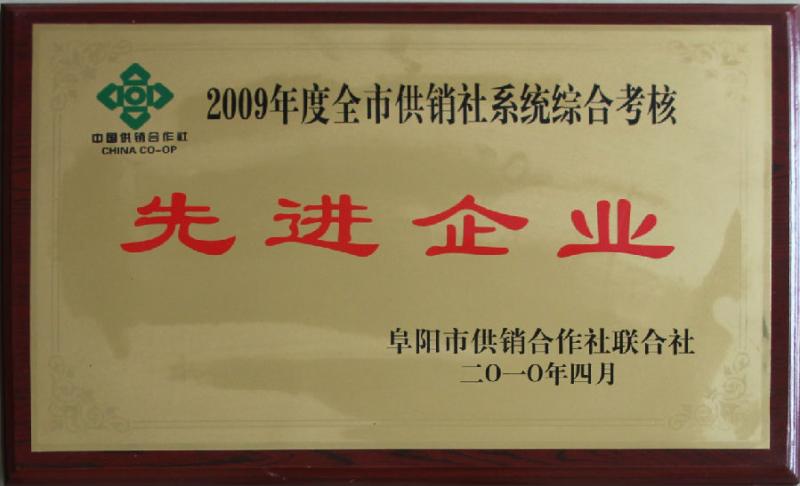 2009年度全市供销社系统综合考核
中国供销合作社
CHINA CO-OP
先进企业
阜阳市供销合作社联合社
二O一O年四月